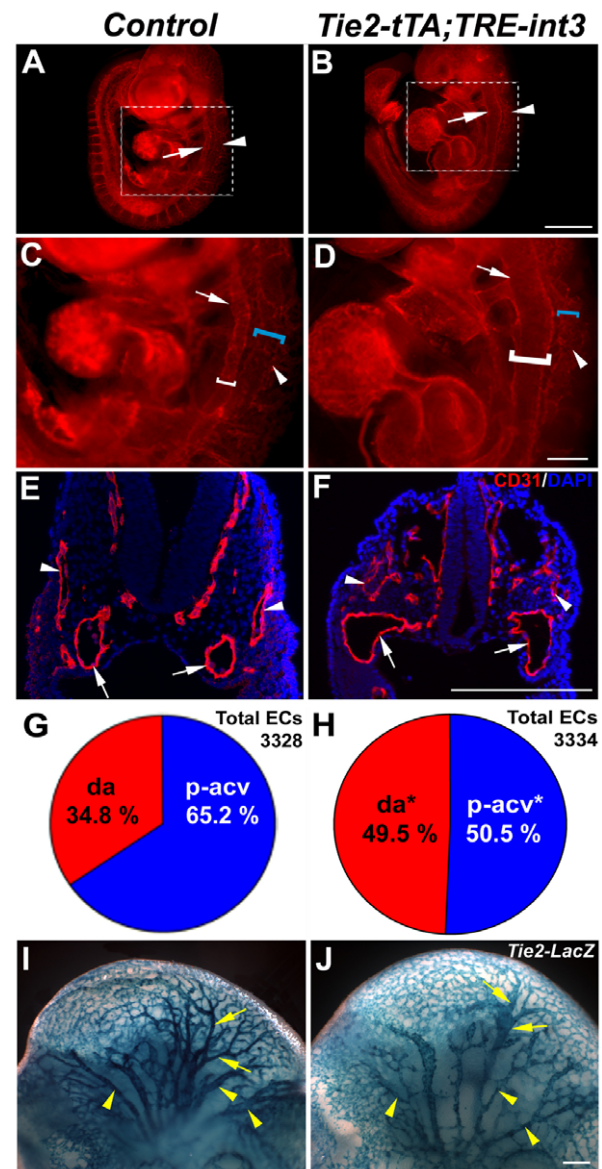 Control
Tie2-tTA;TRE-int3
A
B
C
D
E
F
CD31/DAPI
G
Total ECs
3328
da
34.8 %
p-acv
65.2 %
H
Total ECs
3334
da*
49.5 %
p-acv*
50.5 %
I
J
Tie2-LacZ